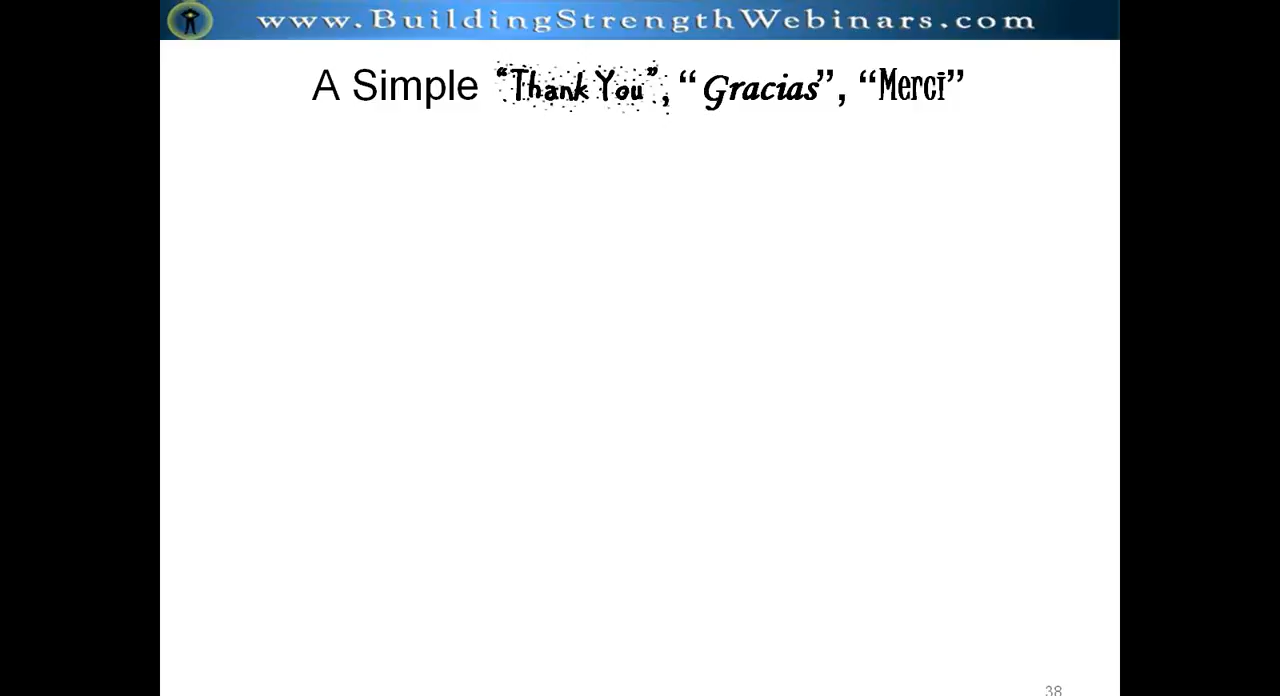 www.BuildingStrengthWebinars.com
A Simple “Thank You”, “Gracias”, “Merci”
38